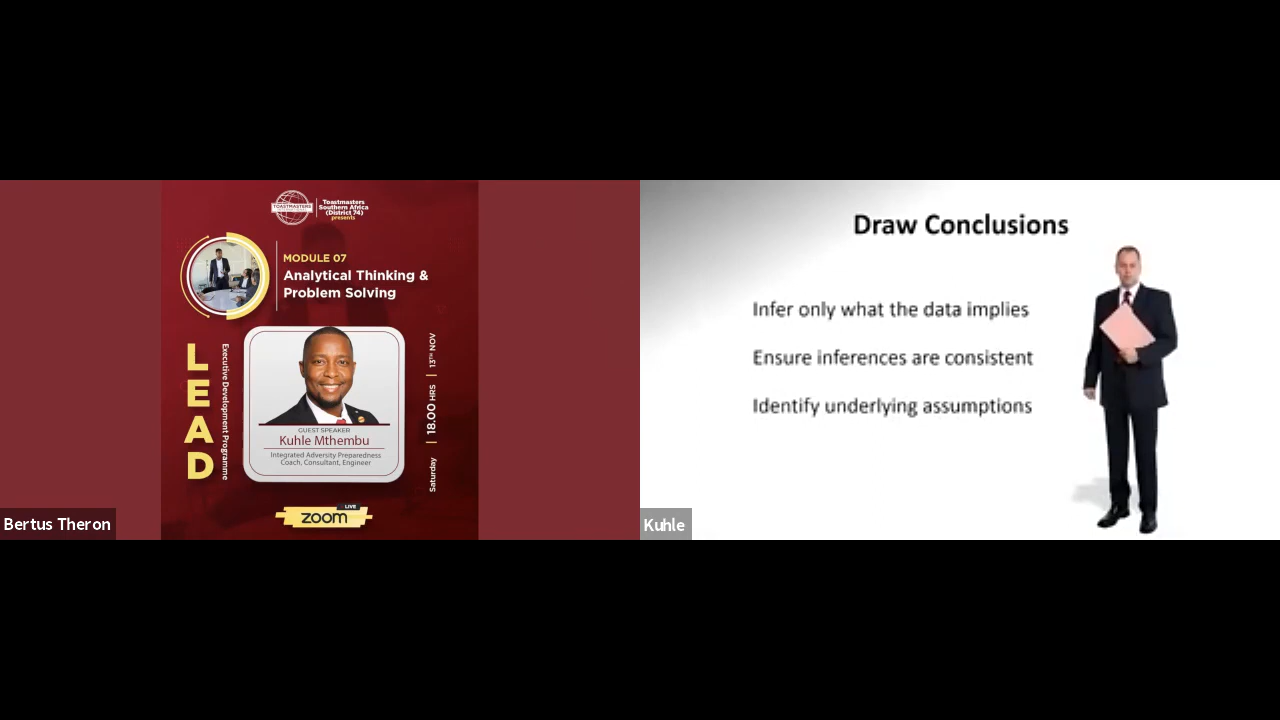 TOASTMASTERS
Toastmasters
Southern Africa
(District 74)
presents
MODULE 07
Analytical Thinking &
Problem Solving
LEAD
Executive Development Programme
GUEST SPEAKER
Kuhle Mthembu
Integrated Adversity Preparedness
Coach, Consultant, Engineer
Saturday | 18.00 HRS | 13TH NOV
LIVE
zoom
Bertus Theron
Draw Conclusions
Infer only what the data implies
Ensure inferences are consistent
Identify underlying assumptions
Kuhle